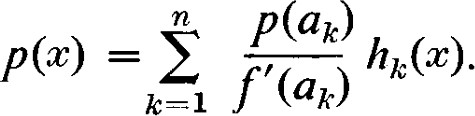 $p(x) = \sum_{k=1}^{n} \frac{p(a_k)}{f'(a_k)} h_k(x).$